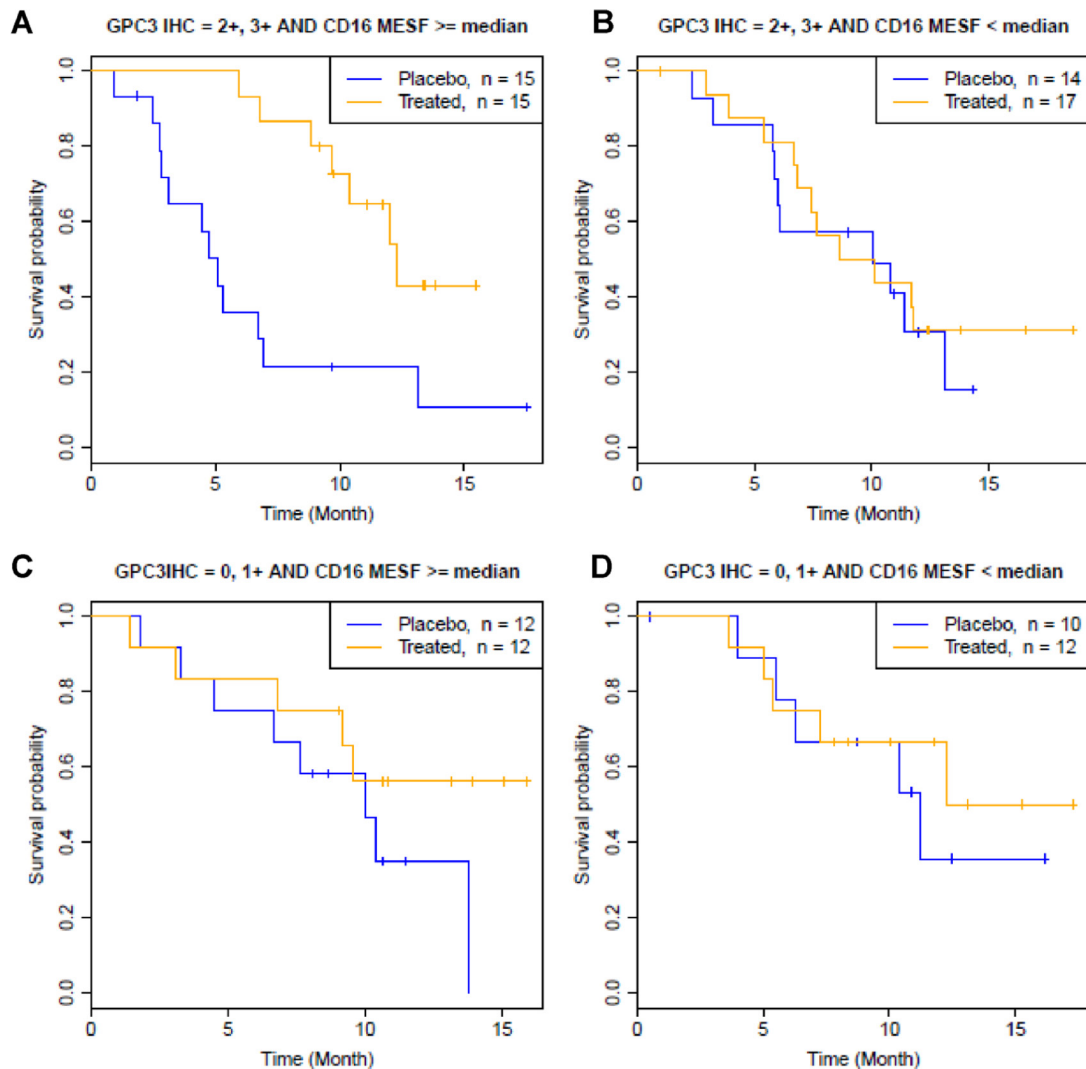 A
GPC3 IHC = 2+, 3+ AND CD16 MESF >= median
Placebo, n = 15
Treated, n = 15
Survival probability
1.0
0.8
0.6
0.4
0.2
0.0
0 5 10 15
Time (Month)
B
GPC3 IHC = 2+, 3+ AND CD16 MESF < median
Placebo, n = 14
Treated, n = 17
Survival probability
1.0
0.8
0.6
0.4
0.2
0.0
0 5 10 15
Time (Month)
C
GPC3IHC = 0, 1+ AND CD16 MESF >= median
Placebo, n = 12
Treated, n = 12
Survival probability
1.0
0.8
0.6
0.4
0.2
0.0
0 5 10 15
Time (Month)
D
GPC3 IHC = 0, 1+ AND CD16 MESF < median
Placebo, n = 10
Treated, n = 12
Survival probability
1.0
0.8
0.6
0.4
0.2
0.0
0 5 10 15
Time (Month)